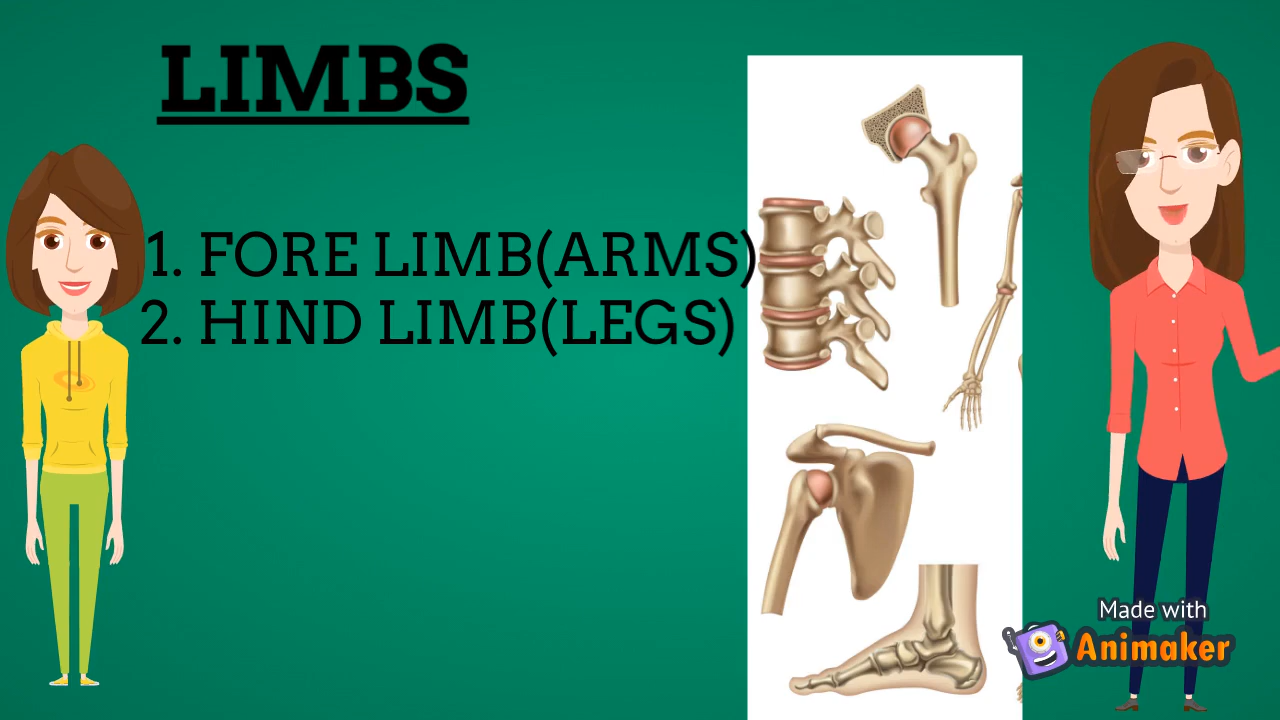 LIMBS
1. FORE LIMB(ARMS)
2. HIND LIMB(LEGS)
Made with
Animaker